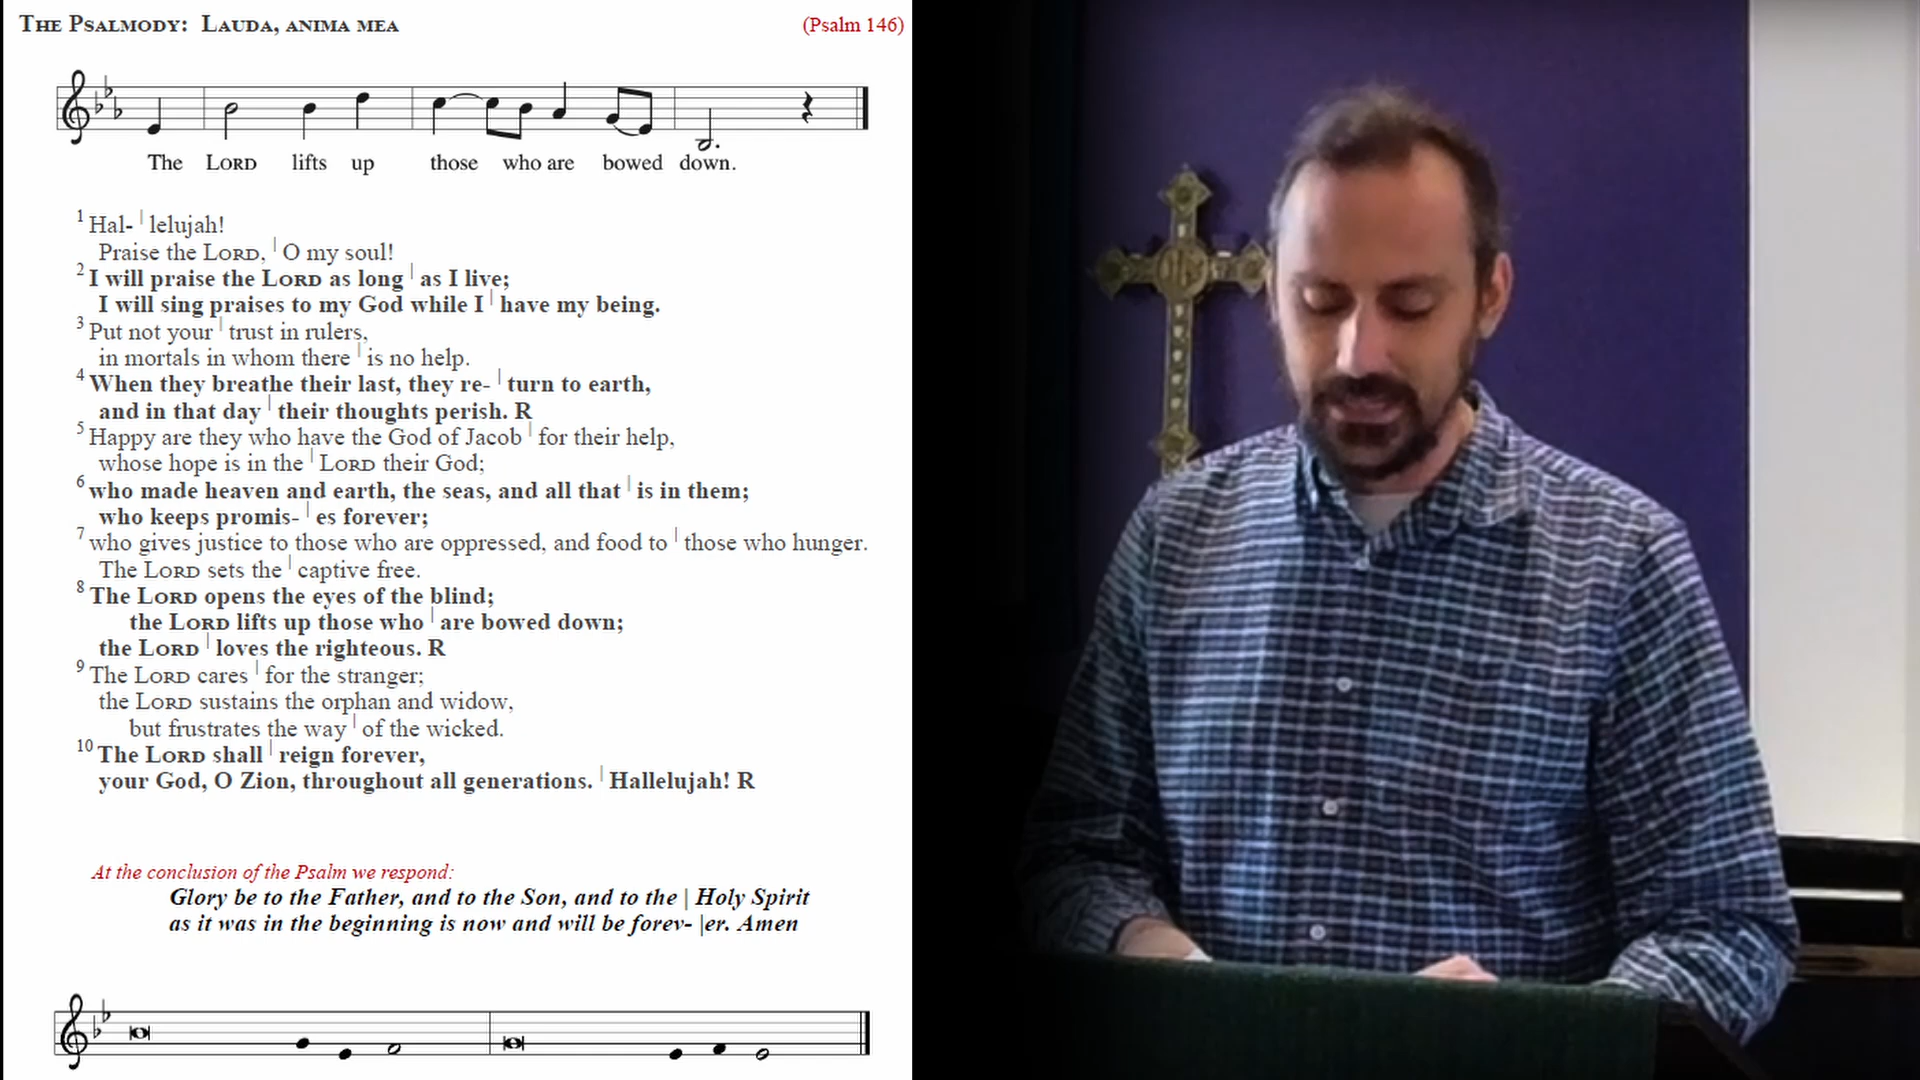 THE PSALMODY: LAUDA, ANIMA MEA
(Psalm 146)
The LORD lifts up those who are bowed down.
1 Hal- | lelujah!
Praise the LORD, | O my soul!
2 I will praise the LORD as long | as I live;
I will sing praises to my God while I | have my being.
3 Put not your | trust in rulers,
in mortals in whom there | is no help.
4 When they breathe their last, they re- | turn to earth,
and in that day | their thoughts perish. R
5 Happy are they who have the God of Jacob | for their help,
whose hope is in the | LORD their God;
6 who made heaven and earth, the seas, and all that | is in them;
who keeps promis- | es forever;
7 who gives justice to those who are oppressed, and food to | those who hunger.
The LORD sets the | captive free.
8 The LORD opens the eyes of the blind;
the LORD lifts up those who | are bowed down;
the LORD | loves the righteous. R
9 The LORD cares | for the stranger;
the LORD sustains the orphan and widow,
but frustrates the way | of the wicked.
10 The LORD shall | reign forever,
your God, O Zion, throughout all generations. | Hallelujah! R
At the conclusion of the Psalm we respond:
Glory be to the Father, and to the Son, and to the | Holy Spirit
as it was in the beginning is now and will be forev- |er. Amen